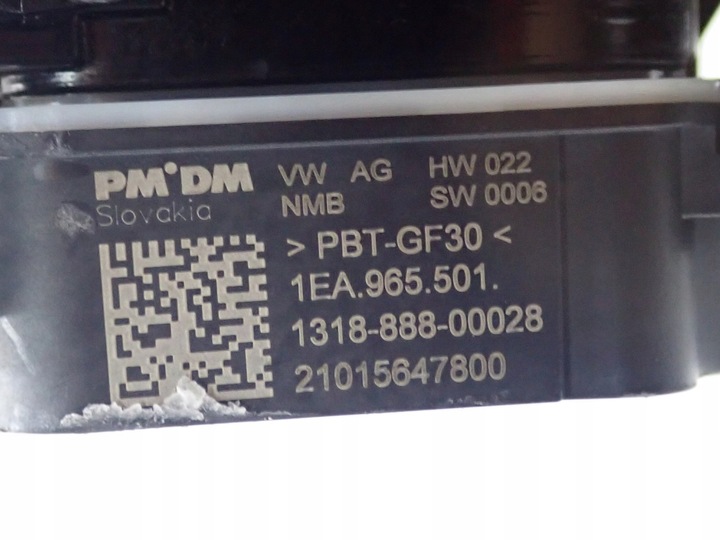 PM DM VW AG HW 022
Slovakia NMB SW 0006
> PBT-GF30 <
1EA.965.501.
1318-888-00028
21015647800